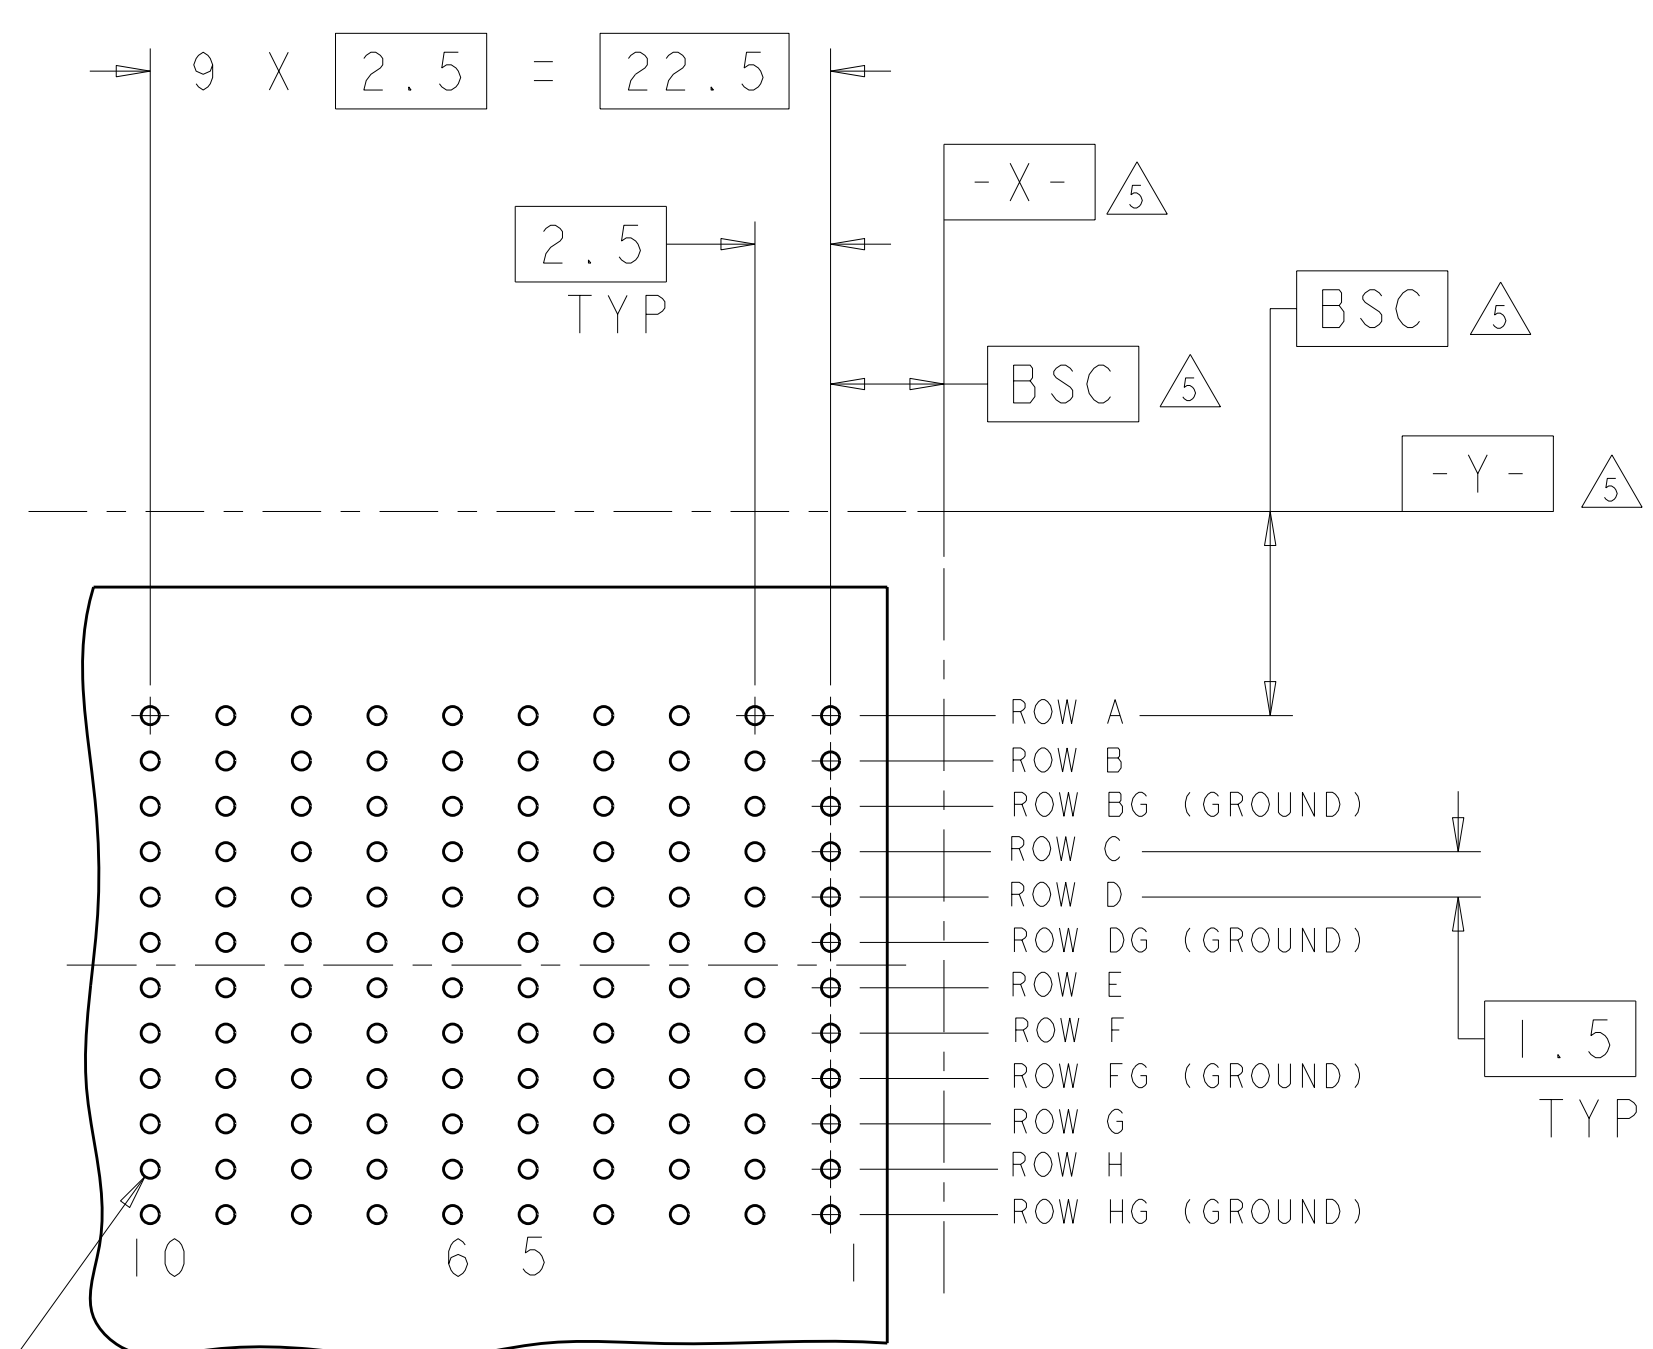 9 X 2.5 = 22.5
-X- 5
2.5
TYP
BSC 5
BSC 5
-Y- 5
ROW A
ROW B
ROW BG (GROUND)
ROW C
ROW D
ROW DG (GROUND)
ROW E
ROW F
1.5
ROW FG (GROUND)
TYP
ROW G
ROW H
ROW HG (GROUND)
10 6 5 1